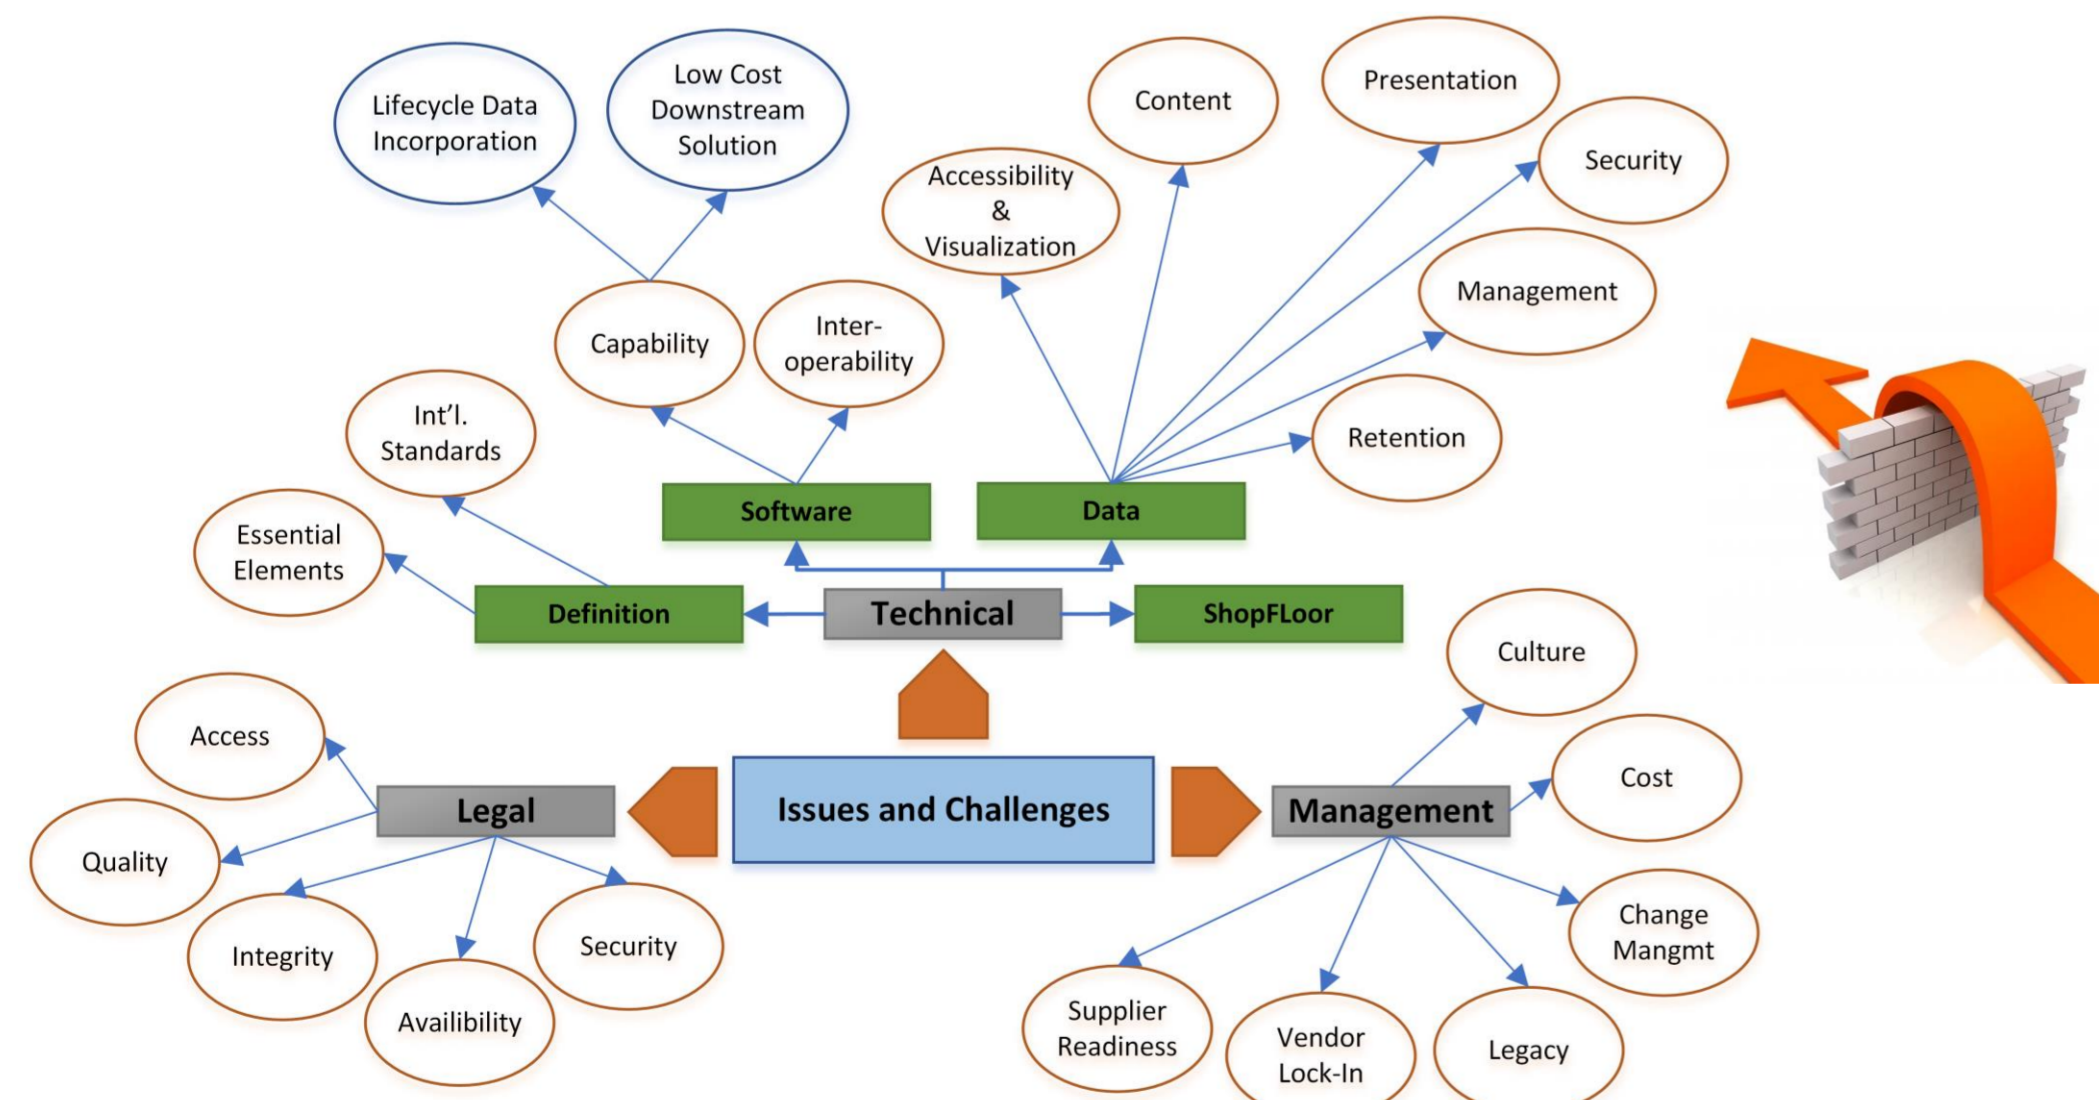 Lifecycle Data
Incorporation
Low Cost
Downstream
Solution
Content
Presentation
Security
Accessibility
&
Visualization
Management
Capability
Inter-
operability
Int’l.
Standards
Retention
Essential
Elements
Software
Data
Definition
Technical
ShopFLoor
Culture
Access
Cost
Legal
Issues and Challenges
Management
Quality
Integrity
Security
Availibility
Change
Mangmt
Supplier
Readiness
Vendor
Lock-In
Legacy